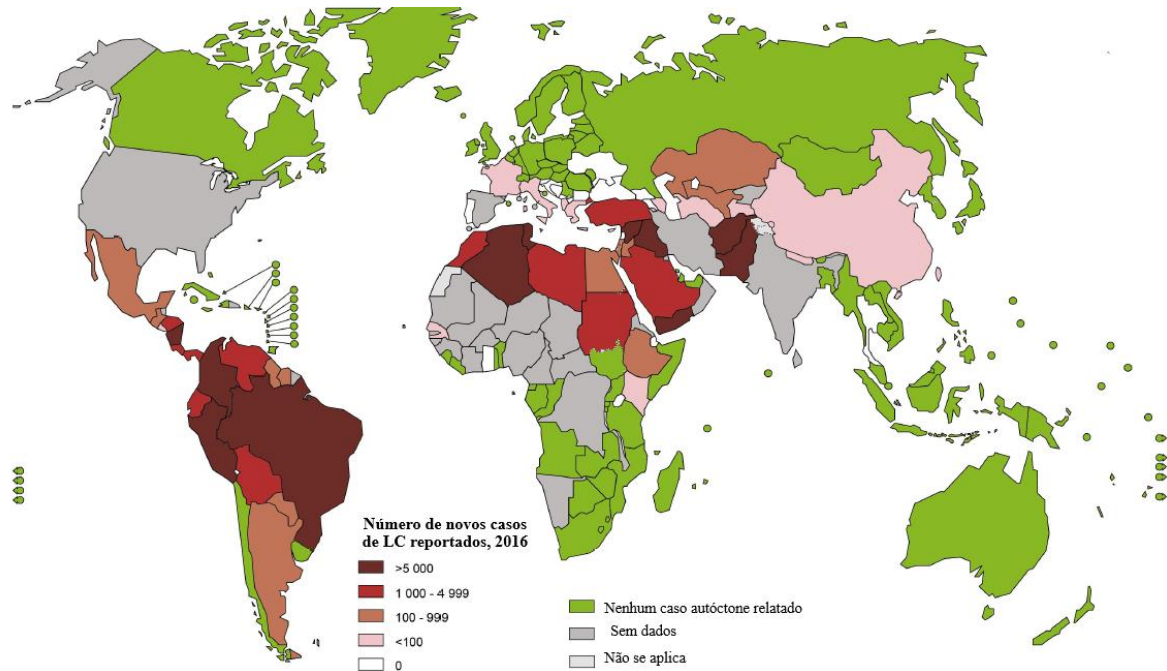 Número de novos casos
de LC reportados, 2016
>5 000
1 000 - 4 999
100 - 999
<100
0
Nenhum caso autóctone relatado
Sem dados
Não se aplica